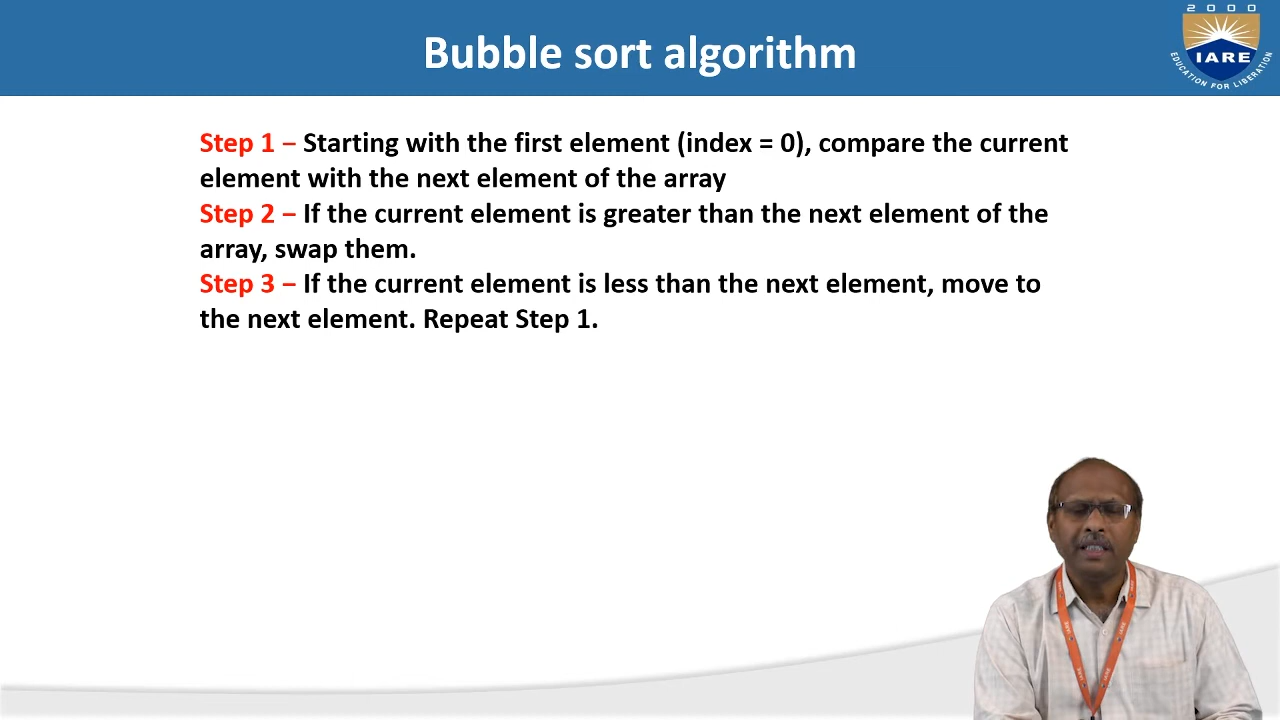 2000
IARE
EDUCATION FOR LIBERATION
Bubble sort algorithm
Step 1 – Starting with the first element (index = 0), compare the current
element with the next element of the array
Step 2 – If the current element is greater than the next element of the
array, swap them.
Step 3 – If the current element is less than the next element, move to
the next element. Repeat Step 1.